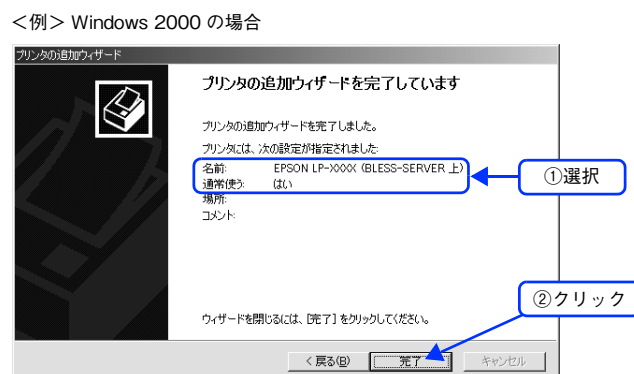 ＜例＞ Windows 2000 の場合
プリンタの追加ウィザード
プリンタの追加ウィザードを完了しています
プリンタの追加ウィザードを完了しました。
プリンタには、次の設定が指定されました:
名前: EPSON LP-XXXX (BLESS-SERVER 上)
通常使う: はい
場所:
コメント:
①選択
②クリック
ウィザードを閉じるには、[完了] をクリックしてください。
< 戻る(B) 完了 キャンセル